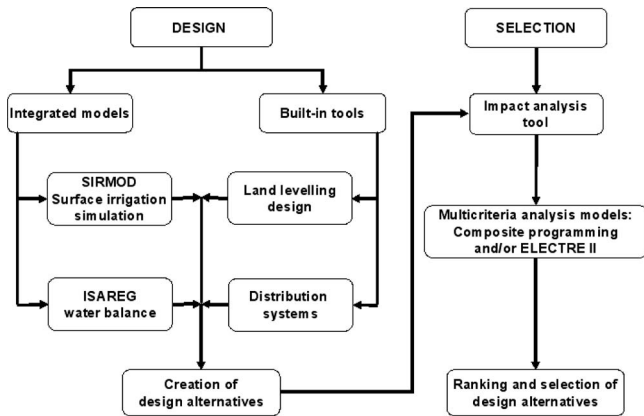 DESIGN
Integrated models
Built-in tools
SIRMOD
Surface irrigation
simulation
Land levelling
design
ISAREG
water balance
Distribution
systems
Creation of
design alternatives
SELECTION
Impact analysis
tool
Multicriteria analysis models:
Composite programming
and/or ELECTRE II
Ranking and selection of
design alternatives